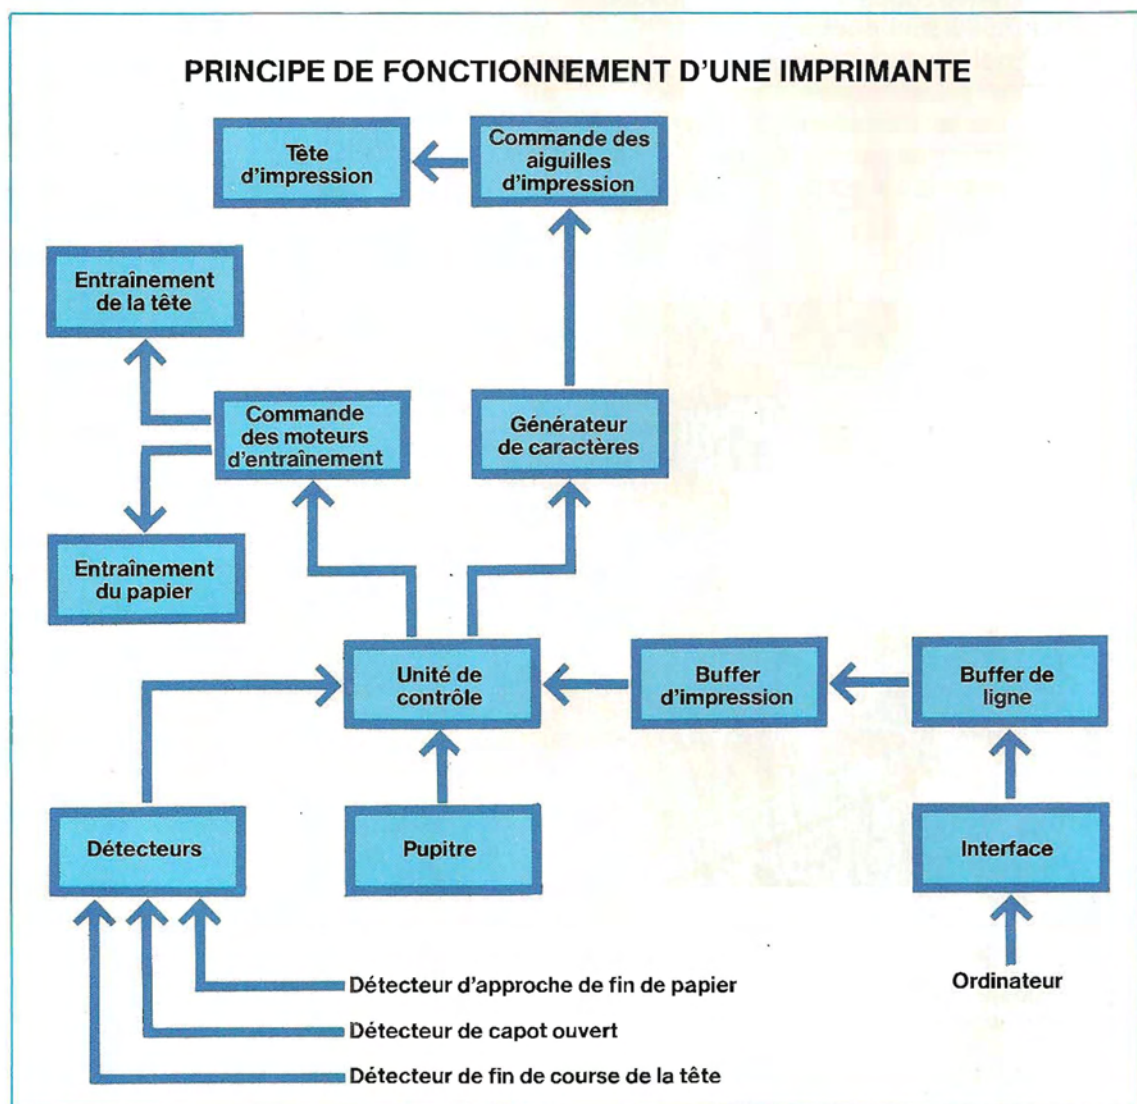 PRINCIPE DE FONCTIONNEMENT D'UNE IMPRIMANTE
Tête
d'impression
Commande des
aiguilles
d'impression
Entraînement
de la tête
Commande
des moteurs
d'entraînement
Générateur
de caractères
Entraînement
du papier
Unité de
contrôle
Buffer
d'impression
Buffer de
ligne
Détecteurs
Pupitre
Interface
Détecteur d'approche de fin de papier
Ordinateur
Détecteur de capot ouvert
Détecteur de fin de course de la tête